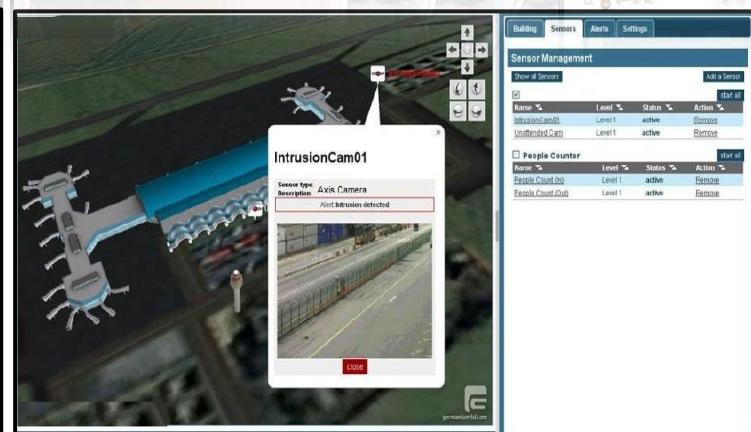 IntrusionCam01
Sensor type: Axis Camera
Description:
Alert:Intrusion detected
close
germanium3d.com
Building Sensors Alerts Settings
Sensor Management
Show all Sensors Add a Sensor
start all
Name Level Status Action
IntrusionCam01 Level 1 active Remove
Unattended Cam Level 1 active Remove
People Counter start all
Name Level Status Action
People Count (In) Level 1 active Remove
People Count (Out) Level 1 active Remove